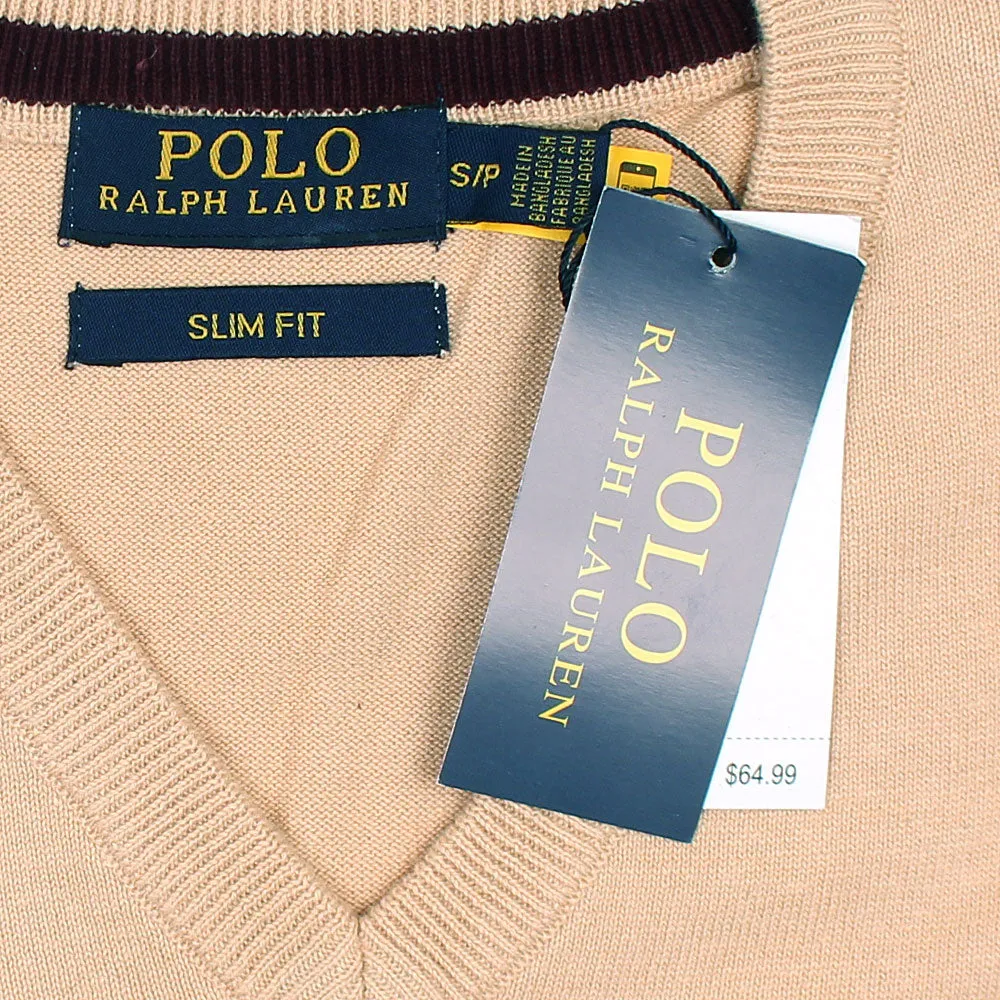 POLO
RALPH LAUREN
S/P
MADE IN
BANGLADESH
FABRIQUE AU
BANGLADESH
SLIM FIT
POLO
RALPH LAUREN
$64.99